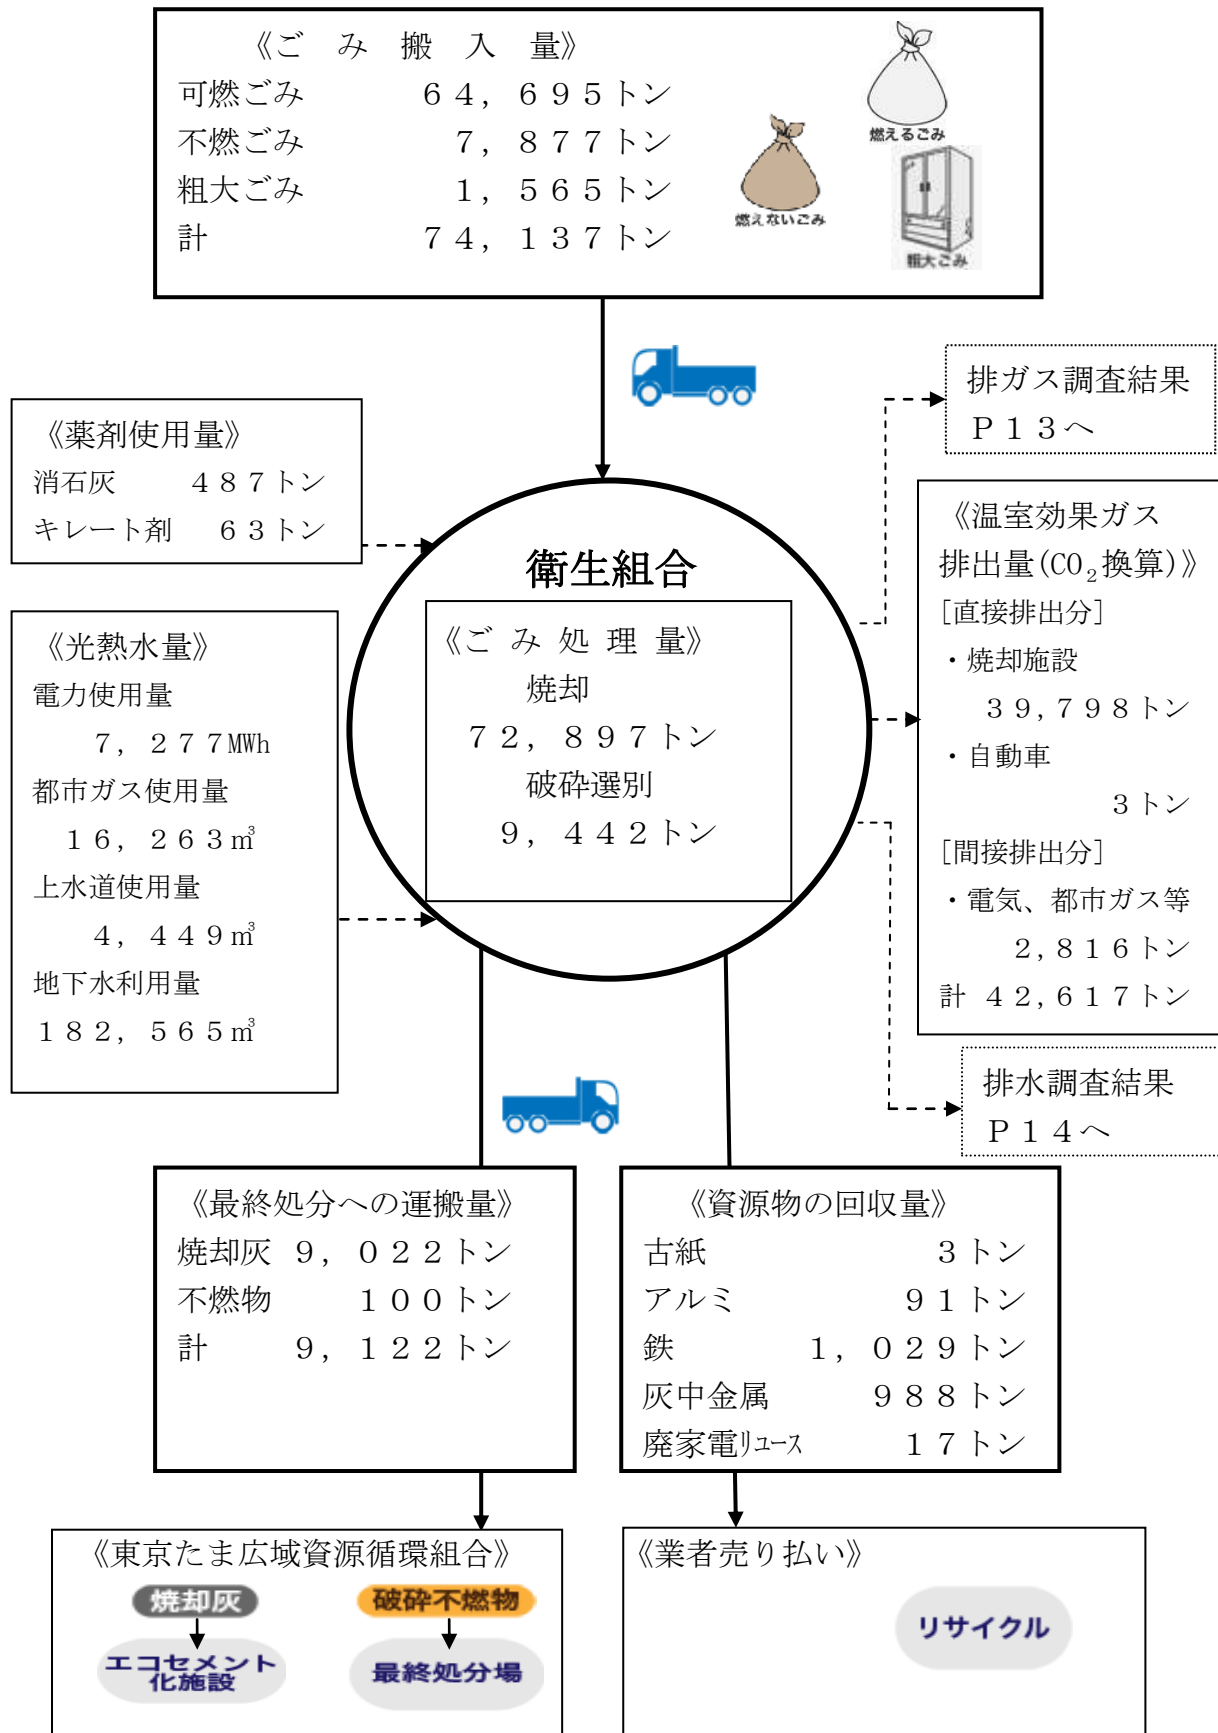 《ご　み　搬　入　量》
可燃ごみ　６４，６９５トン
不燃ごみ　７，８７７トン
粗大ごみ　１，５６５トン
計　７４，１３７トン
燃えるごみ
燃えないごみ
粗大ごみ
排ガス調査結果
Ｐ１３へ
《薬剤使用量》
消石灰　４８７トン
キレート剤　６３トン
《光熱水量》
電力使用量
７，２７７MWh
都市ガス使用量
１６，２６３㎥
上水道使用量
４，４４９㎥
地下水利用量
１８２，５６５㎥
衛生組合
《ご み 処 理 量》
焼却
７２，８９７トン
破砕選別
９，４４２トン
《温室効果ガス
排出量(CO₂換算)》
[直接排出分]
・焼却施設
３９,７９８トン
・自動車
３トン
[間接排出分]
・電気、都市ガス等
２,８１６トン
計 ４２,６１７トン
排水調査結果
Ｐ１４へ
《最終処分への運搬量》
焼却灰 ９，０２２トン
不燃物　１００トン
計　９，１２２トン
《資源物の回収量》
古紙　３トン
アルミ　９１トン
鉄　１，０２９トン
灰中金属　９８８トン
廃家電ﾘﾕｰｽ　１７トン
《東京たま広域資源循環組合》
焼却灰
エコセメント
化施設
破砕不燃物
最終処分場
《業者売り払い》
リサイクル